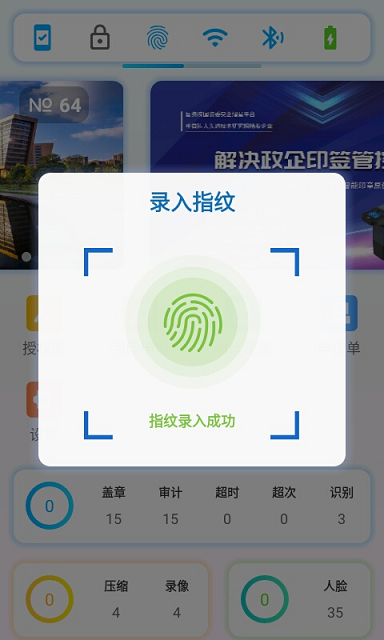 № 64
解决政企印签管控
录入指纹
指纹录入成功
授
单
设
0
盖章 审计 超时 超次 识别
15 15 0 0 3
0
压缩 录像
4 4
0
人脸
35